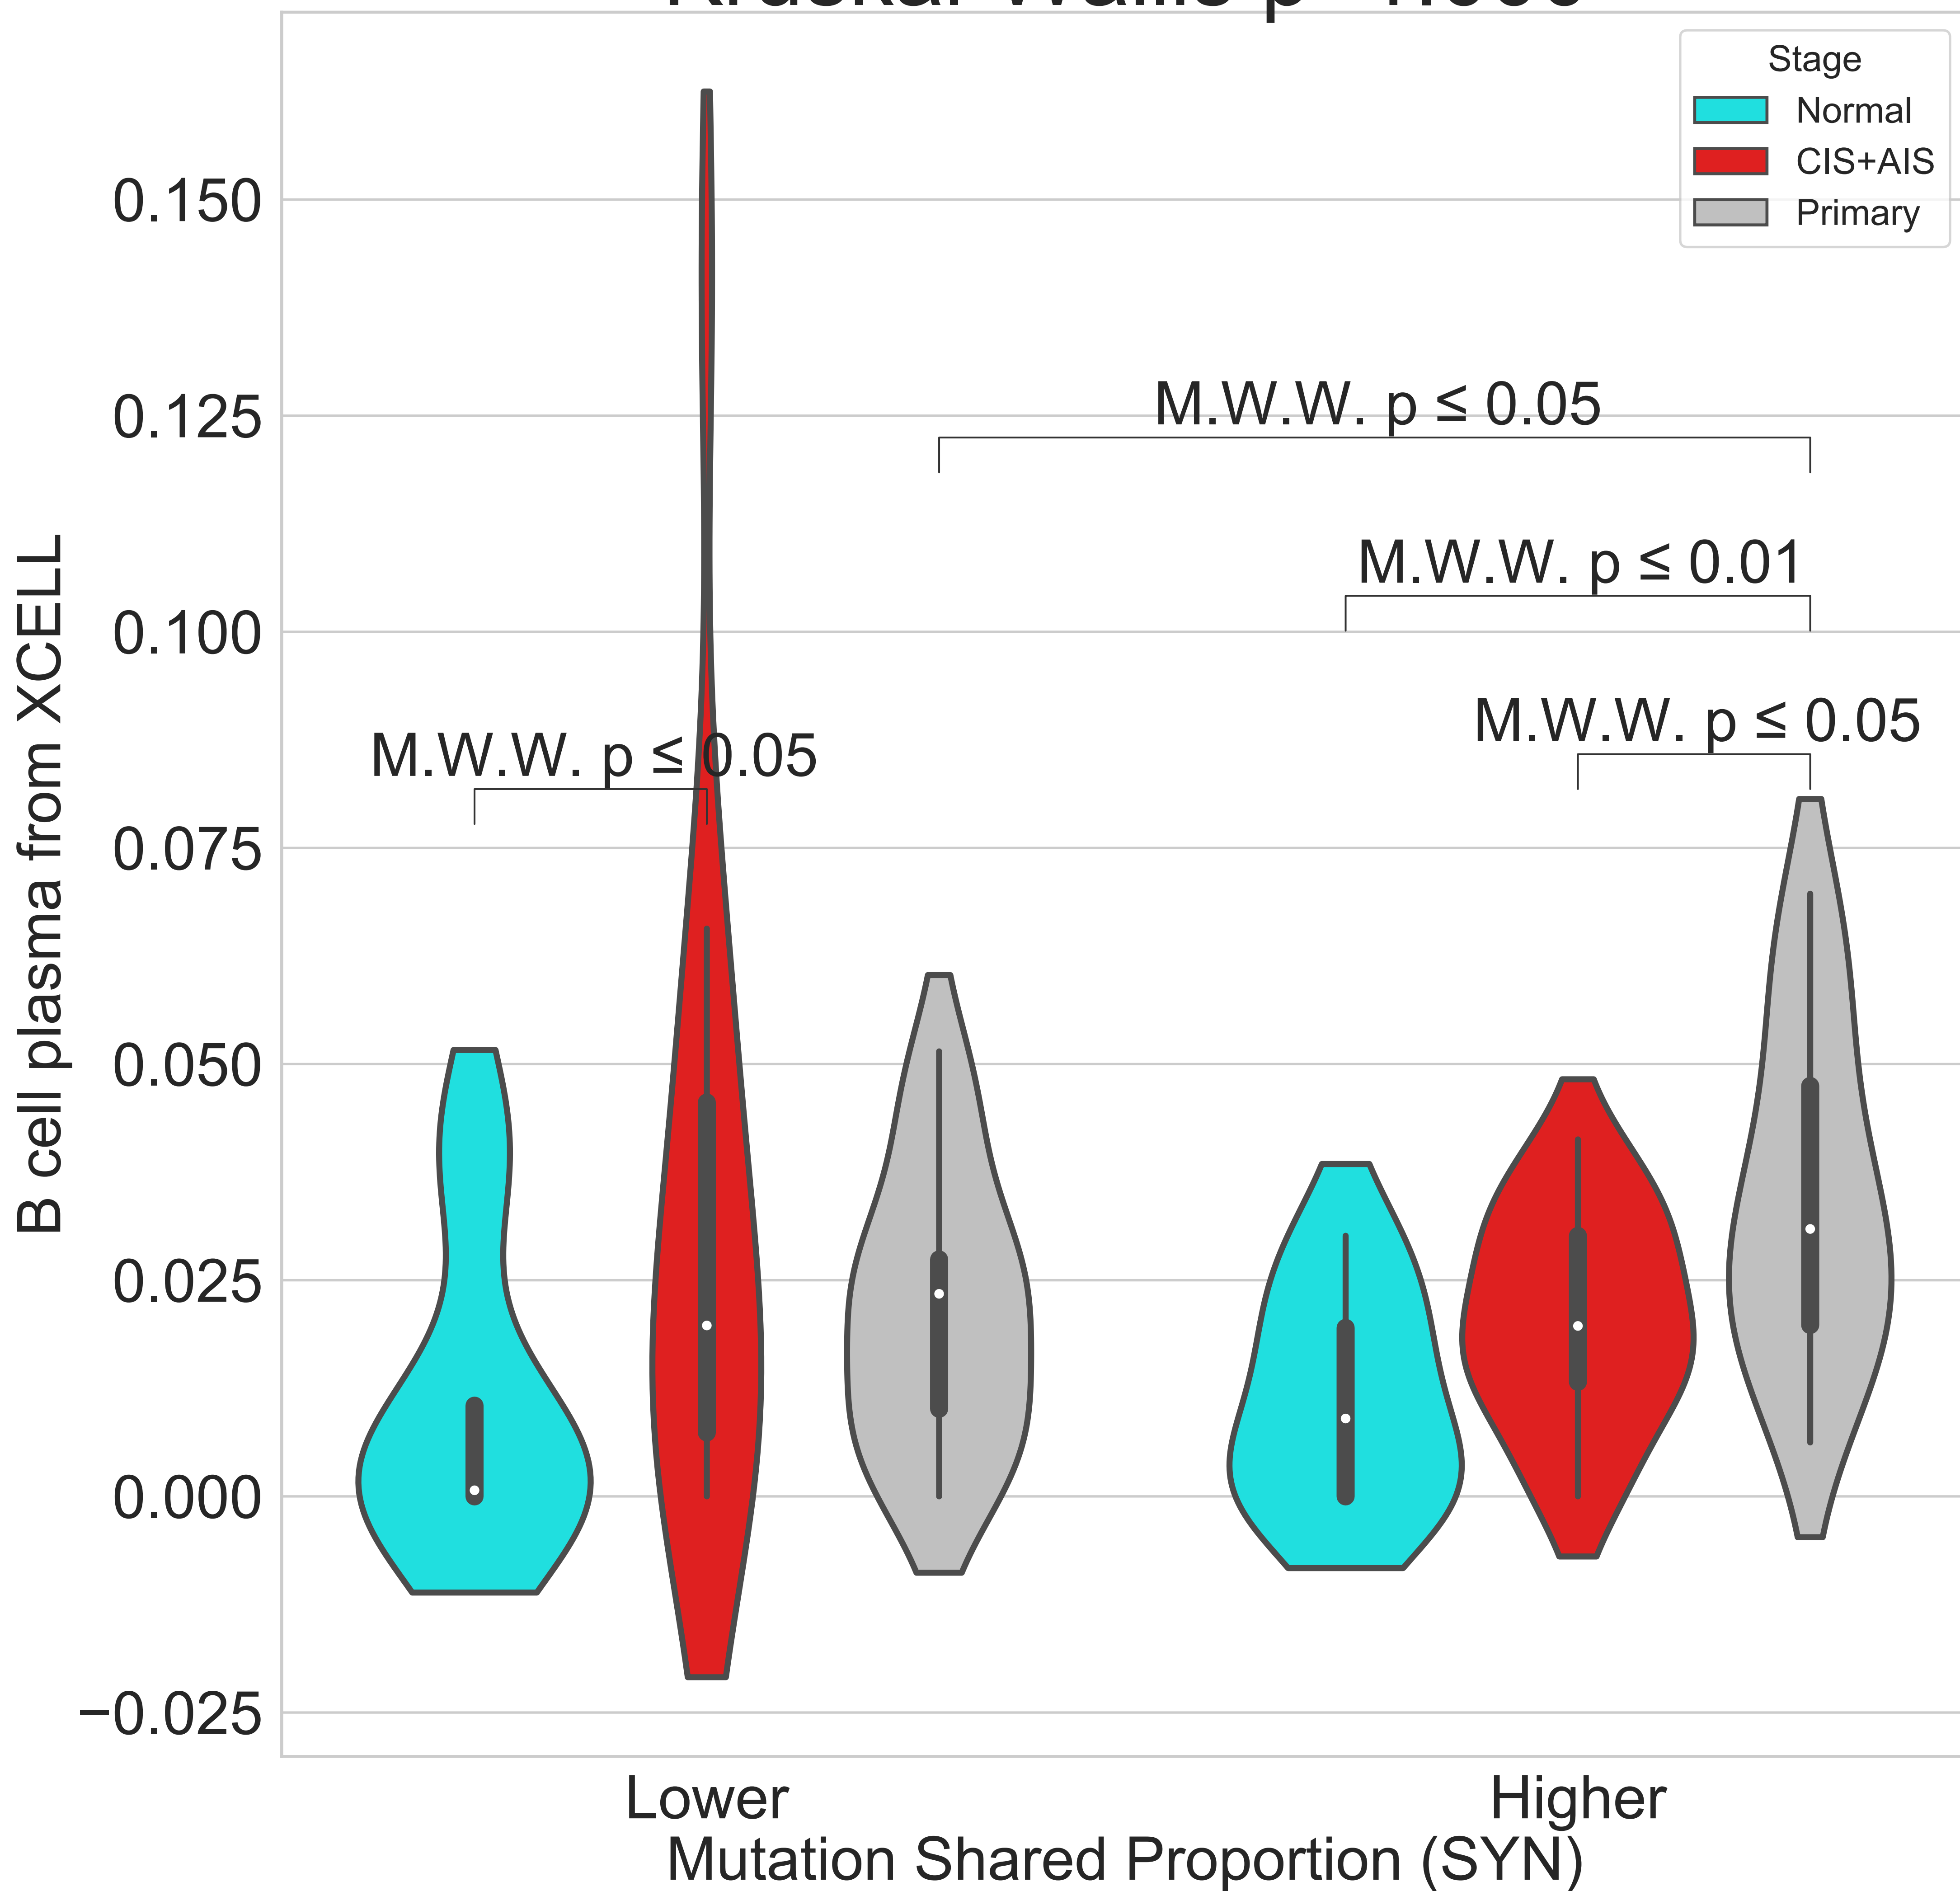 Stage
Normal
CIS+AIS
Primary
0.150
0.125
0.100
0.075
0.050
0.025
0.000
−0.025
B cell plasma from XCELL
M.W.W. p ≤ 0.05
M.W.W. p ≤ 0.01
M.W.W. p ≤ 0.05
M.W.W. p ≤ 0.05
Lower
Higher
Mutation Shared Proportion (SYN)